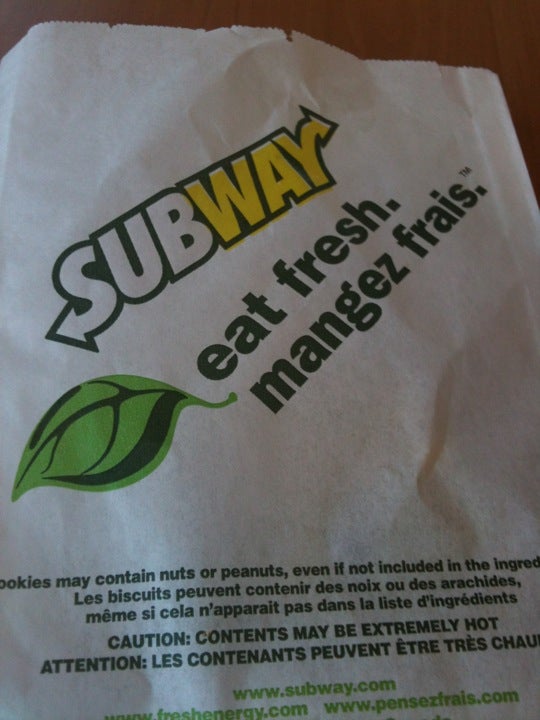 SUBWAY
eat fresh.
mangez frais.™
ookies may contain nuts or peanuts, even if not included in the ingred
Les biscuits peuvent contenir des noix ou des arachides,
même si cela n'apparait pas dans la liste d'ingrédients
CAUTION: CONTENTS MAY BE EXTREMELY HOT
ATTENTION: LES CONTENANTS PEUVENT ÊTRE TRÈS CHAU
www.subway.com
www.freshenergy.com www.pensezfrais.com